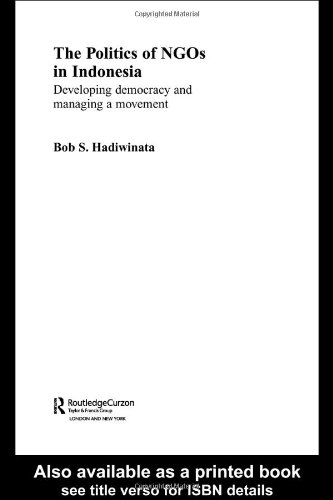 Copyrighted Material
The Politics of NGOs
in Indonesia
Developing democracy and
managing a movement
Bob S. Hadiwinata
RoutledgeCurzon
Taylor & Francis Group
LONDON AND NEW YORK
Copyrighted Material
Also available as a printed book
see title verso for ISBN details